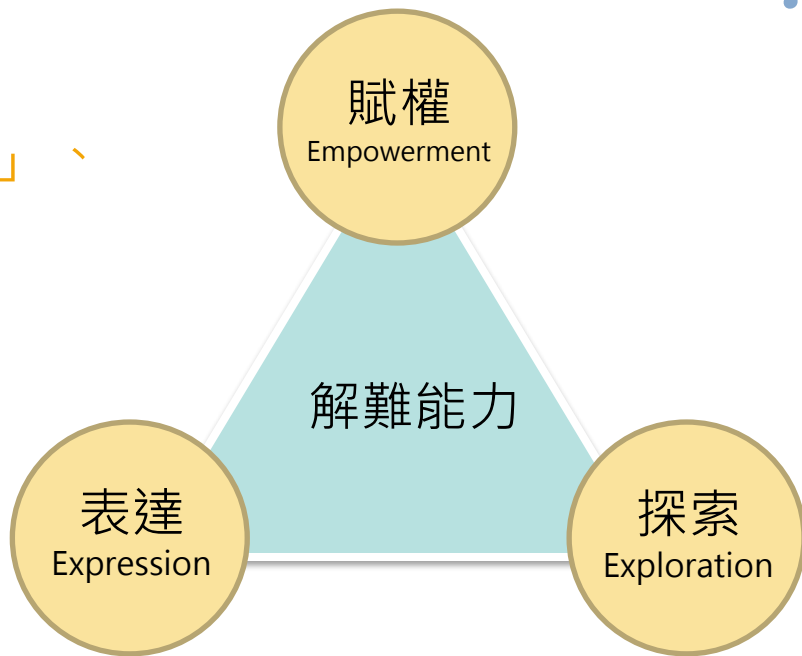 賦權
Empowerment
」、
解難能力
表達
Expression
探索
Exploration